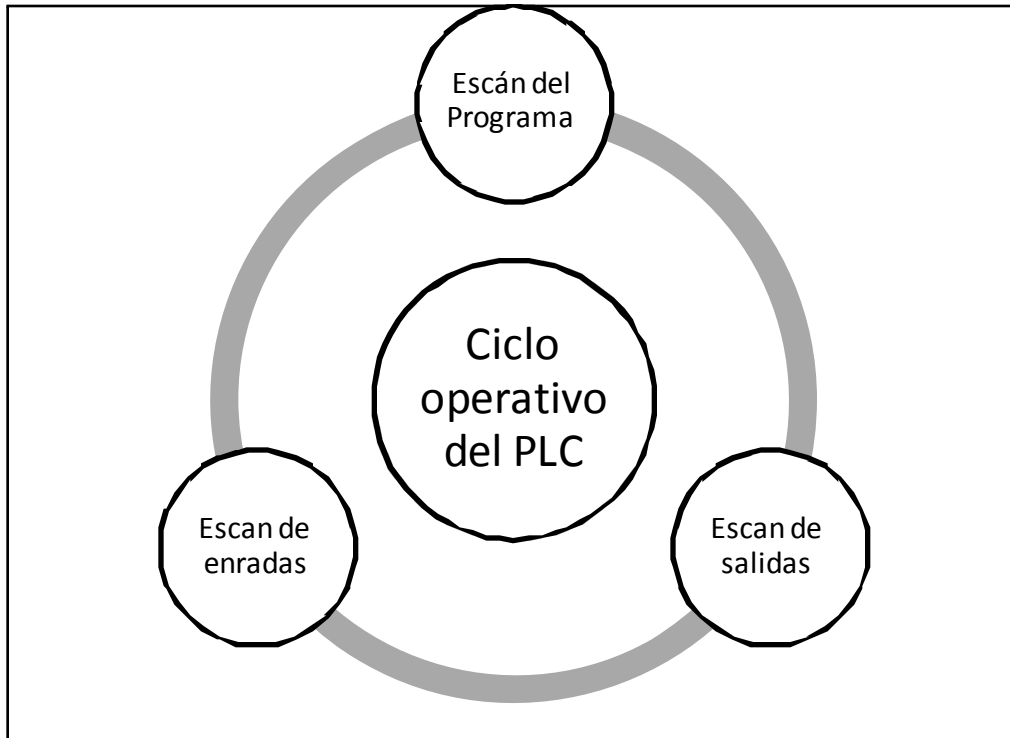 Escán del
Programa
Ciclo
operativo
del PLC
Escan de
enradas
Escan de
salidas